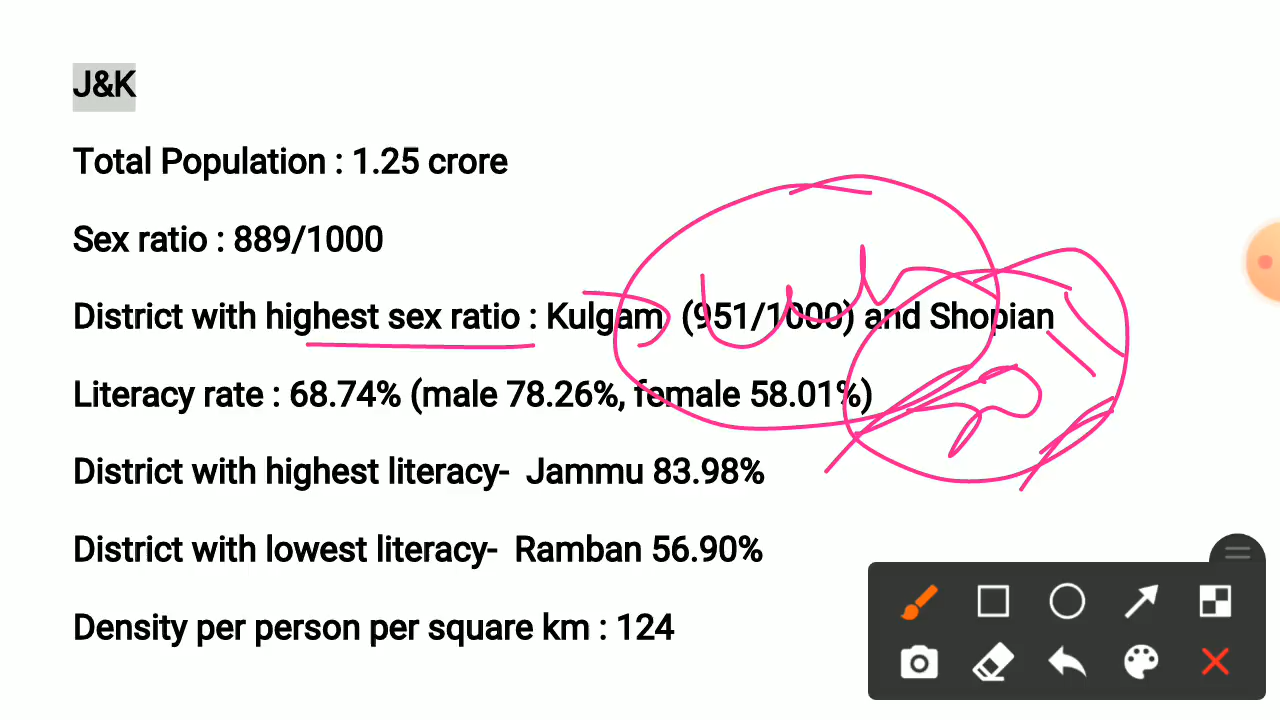 J&K
Total Population : 1.25 crore
Sex ratio : 889/1000
District with highest sex ratio : Kulgam (951/1000) and Shopian
Literacy rate : 68.74% (male 78.26%, female 58.01%)
District with highest literacy- Jammu 83.98%
District with lowest literacy- Ramban 56.90%
Density per person per square km : 124